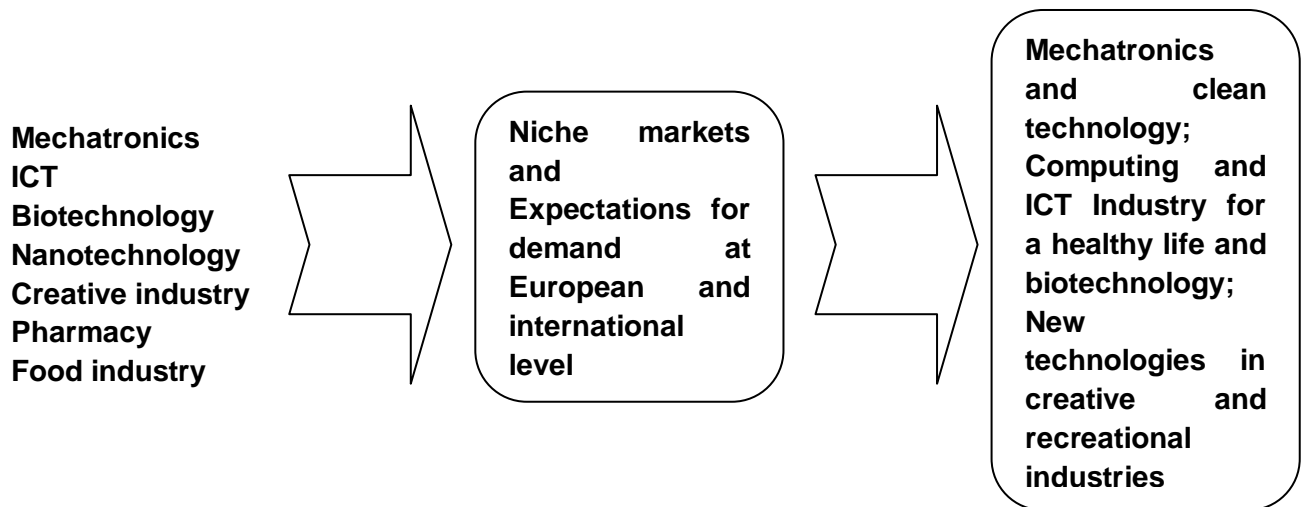 Mechatronics
ICT
Biotechnology
Nanotechnology
Creative industry
Pharmacy
Food industry
Niche markets
and
Expectations for
demand at
European and
international
level
Mechatronics
and clean
technology;
Computing and
ICT Industry for
a healthy life and
biotechnology;
New
technologies in
creative and
recreational
industries